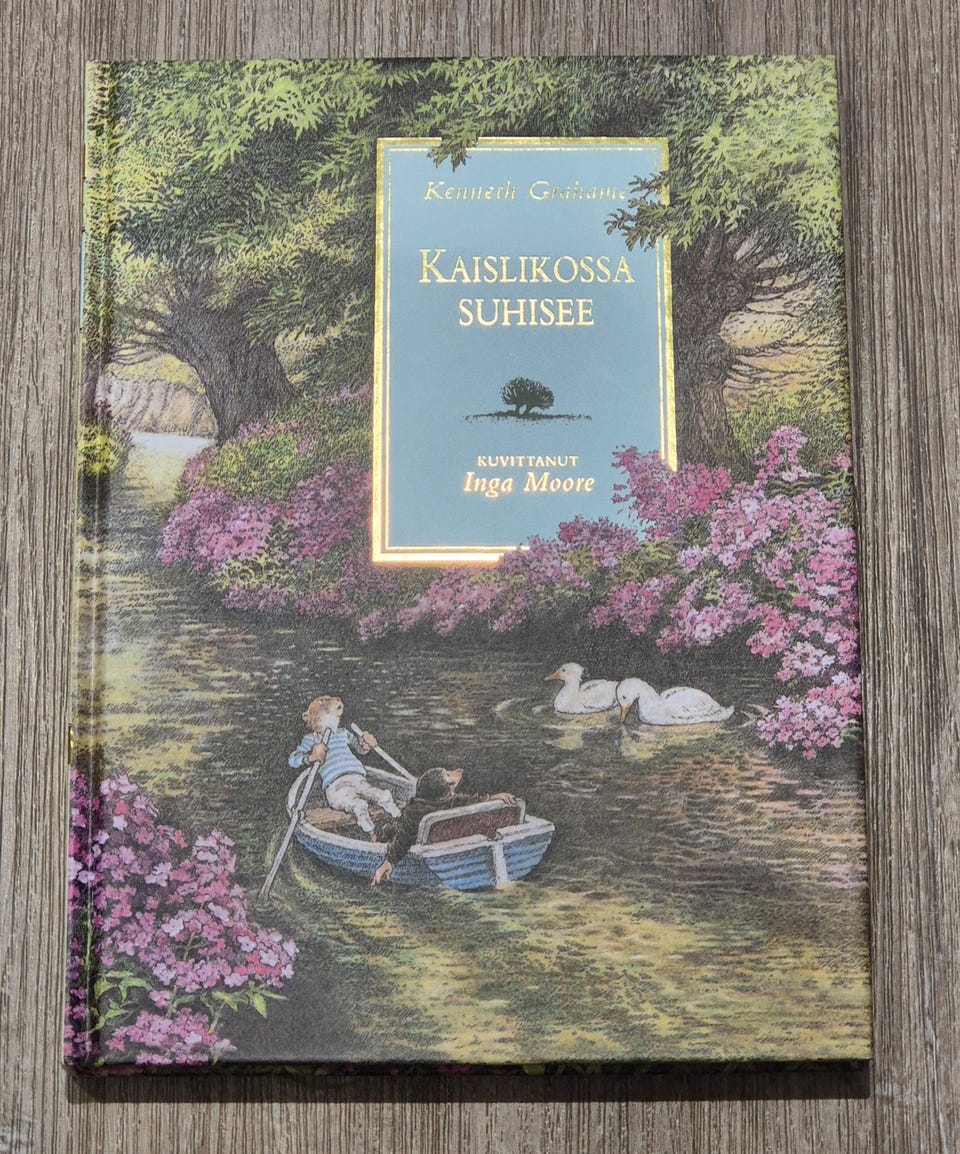 Kenneth Grahame
KAISLIKOSSA
SUHISEE
KUVITTANUT
Inga Moore